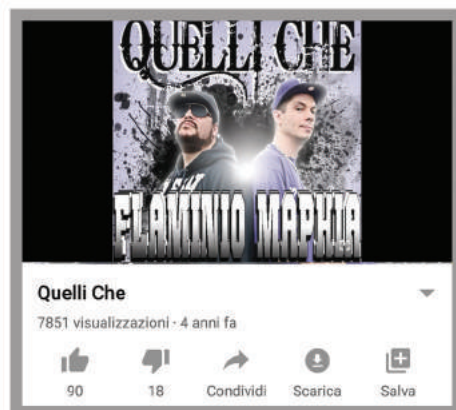 QUELLI CHE
FLAMINIO MAPHIA
Quelli Che
7851 visualizzazioni · 4 anni fa
90 18 Condividi Scarica Salva